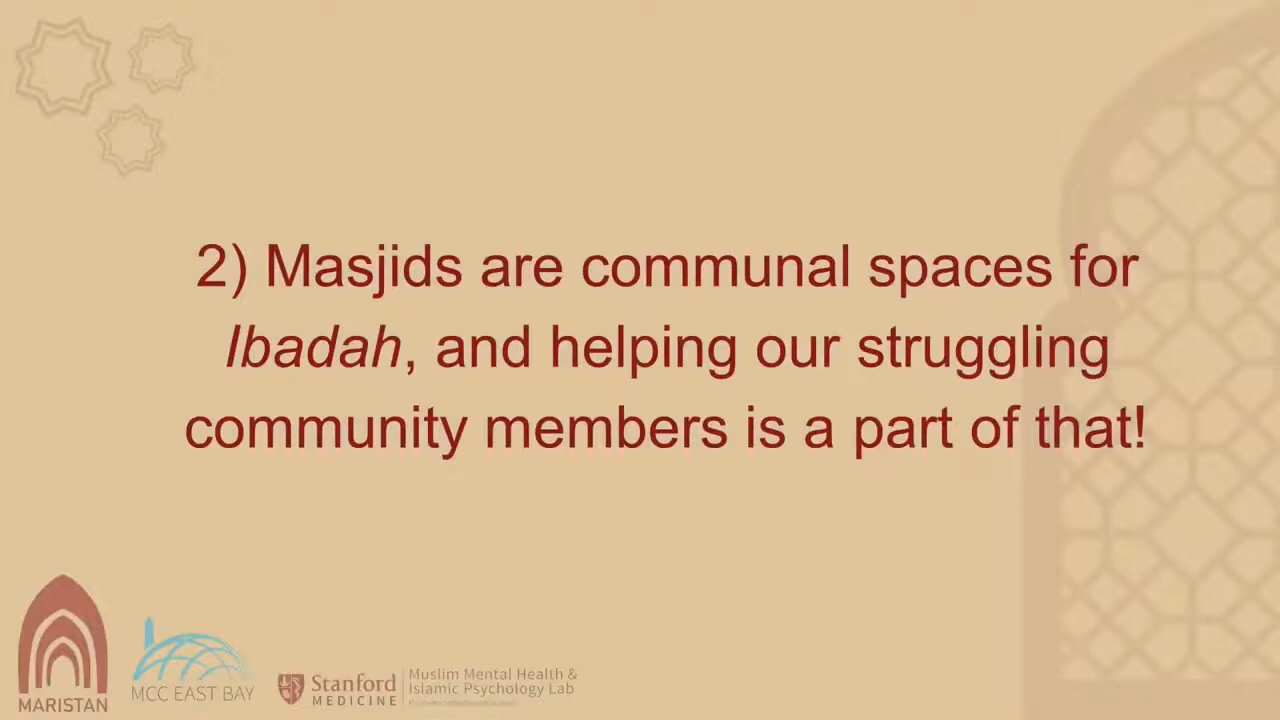 2) Masjids are communal spaces for
Ibadah, and helping our struggling
community members is a part of that!
MARISTAN
MCC EAST BAY
Stanford
MEDICINE
Muslim Mental Health &
Islamic Psychology Lab